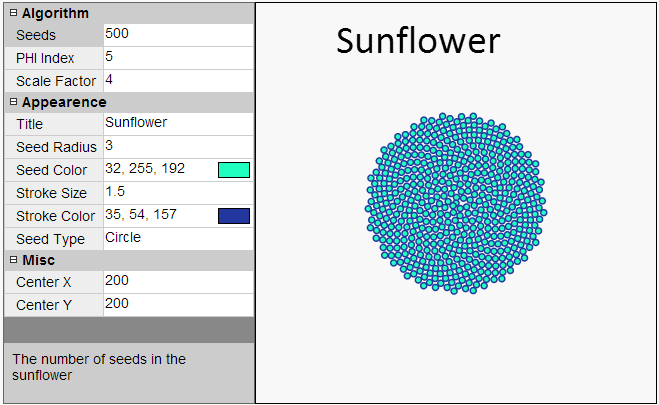 Algorithm
Seeds 500
PHI Index 5
Scale Factor 4
Appearence
Title Sunflower
Seed Radius 3
Seed Color 32, 255, 192
Stroke Size 1.5
Stroke Color 35, 54, 157
Seed Type Circle
Misc
Center X 200
Center Y 200
The number of seeds in the
sunflower
Sunflower